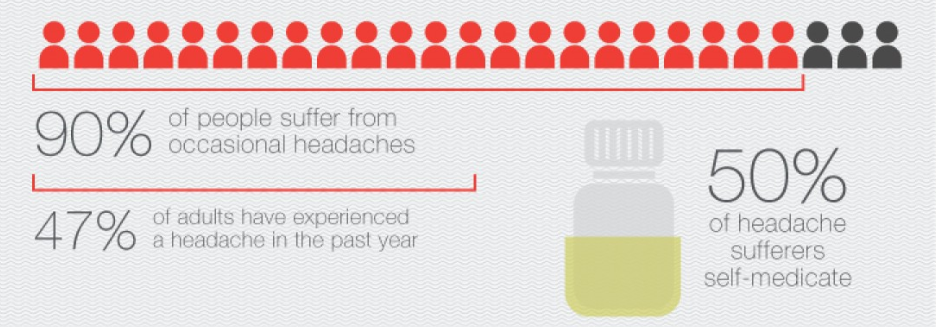 90% of people suffer from
occasional headaches
47% of adults have experienced
a headache in the past year
50%
of headache
sufferers
self-medicate